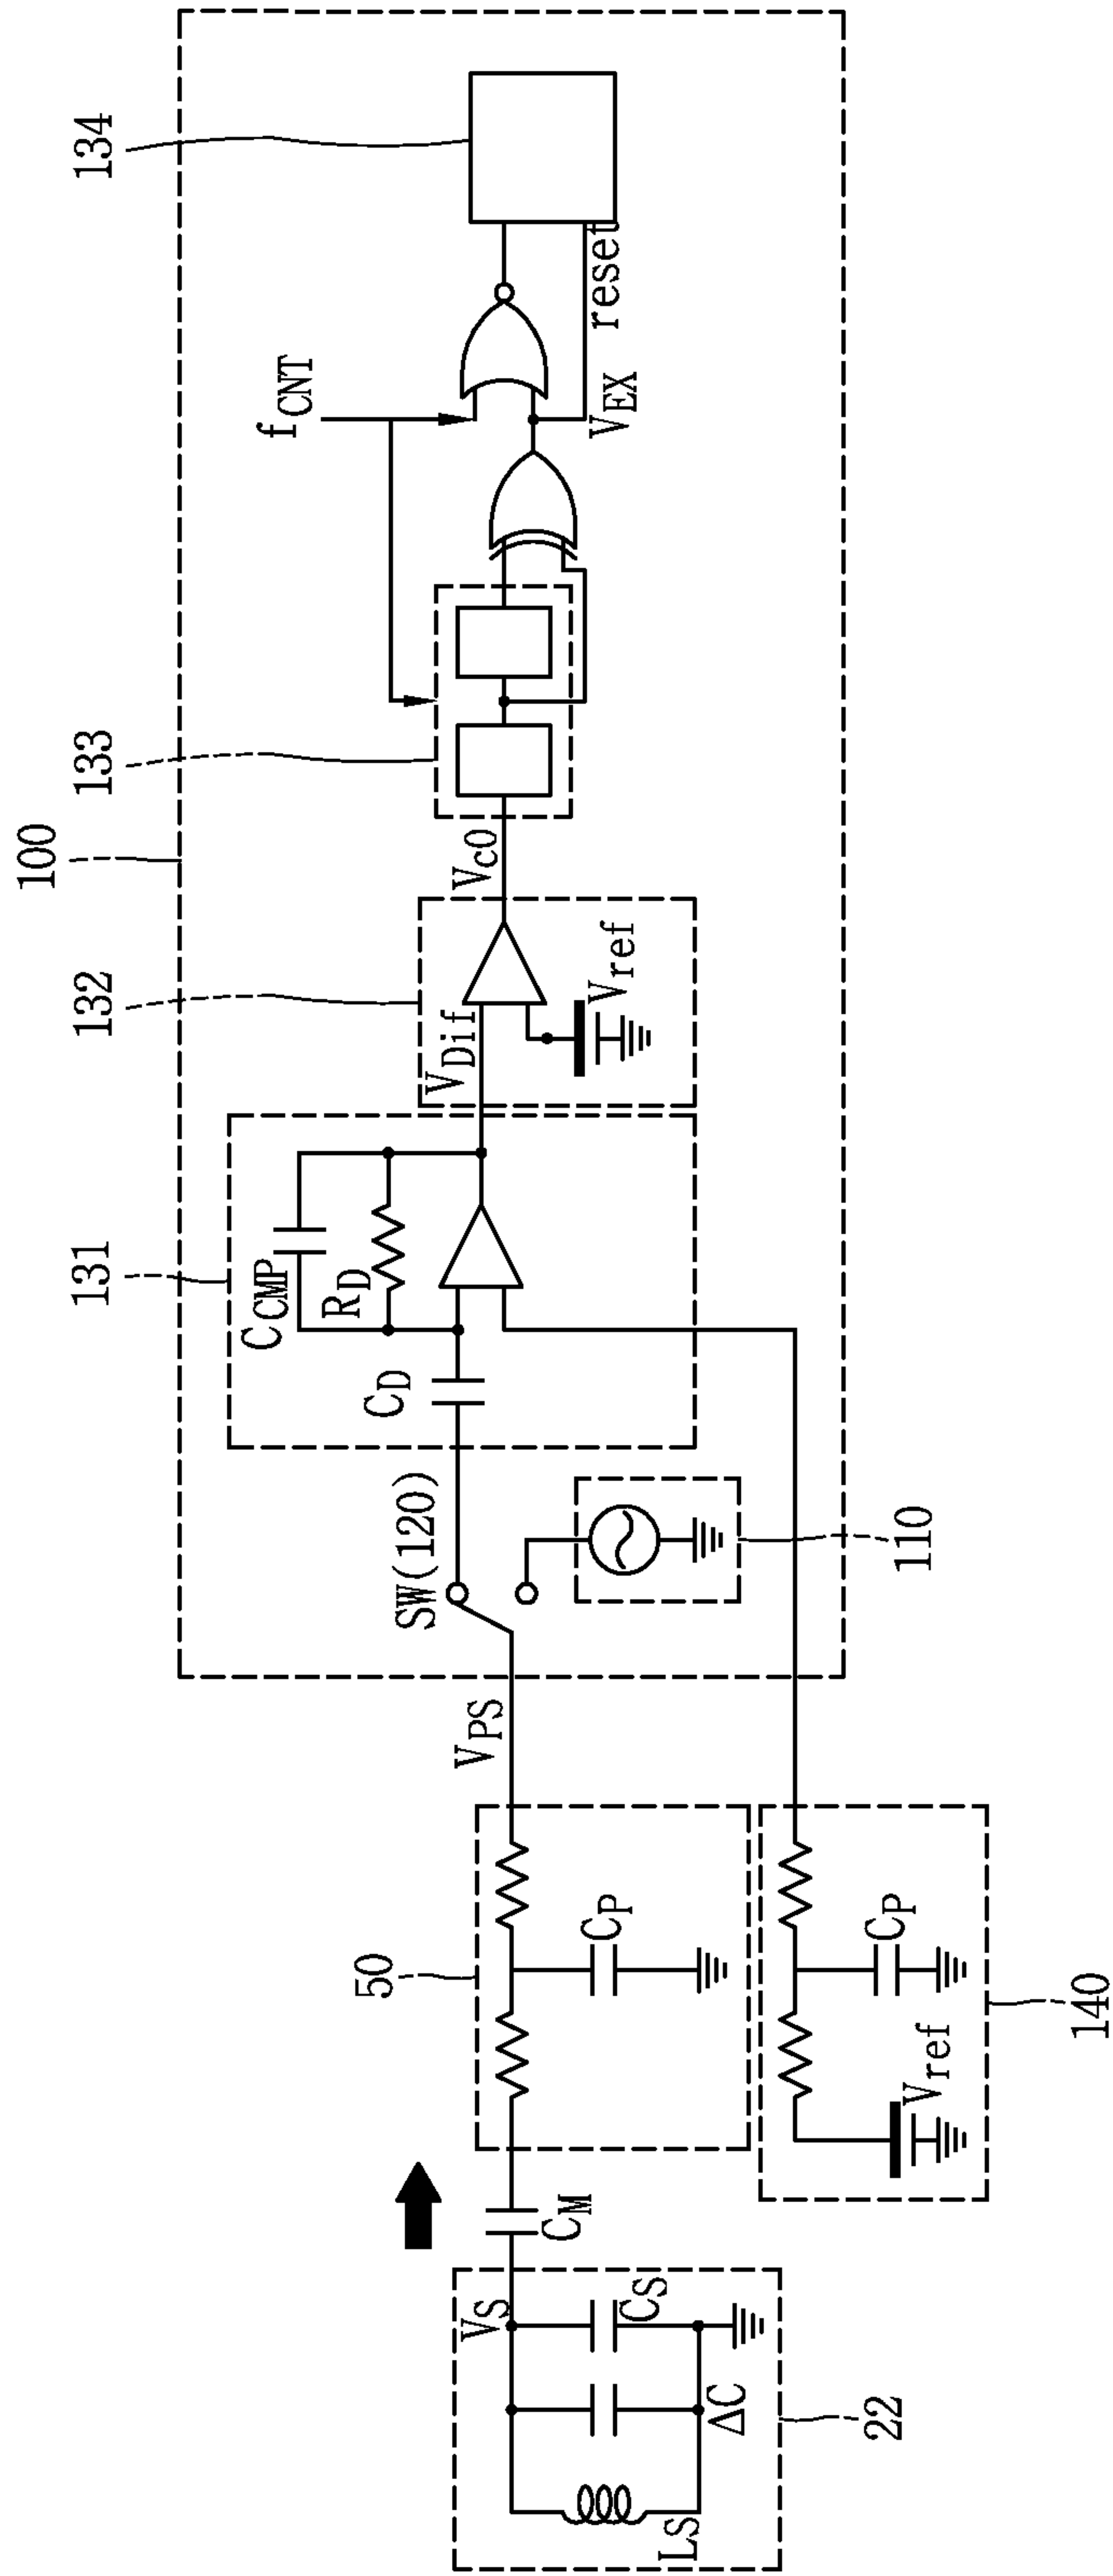 100
131
132
133
134
C_CMP
R_D
C_D
V_Dif
V_ref
V_c0
f_CNT
V_EX
reset
SW(120)
110
V_PS
50
C_P
C_M
V_S
C_S
ΔC
L_S
22
V_ref
C_P
140